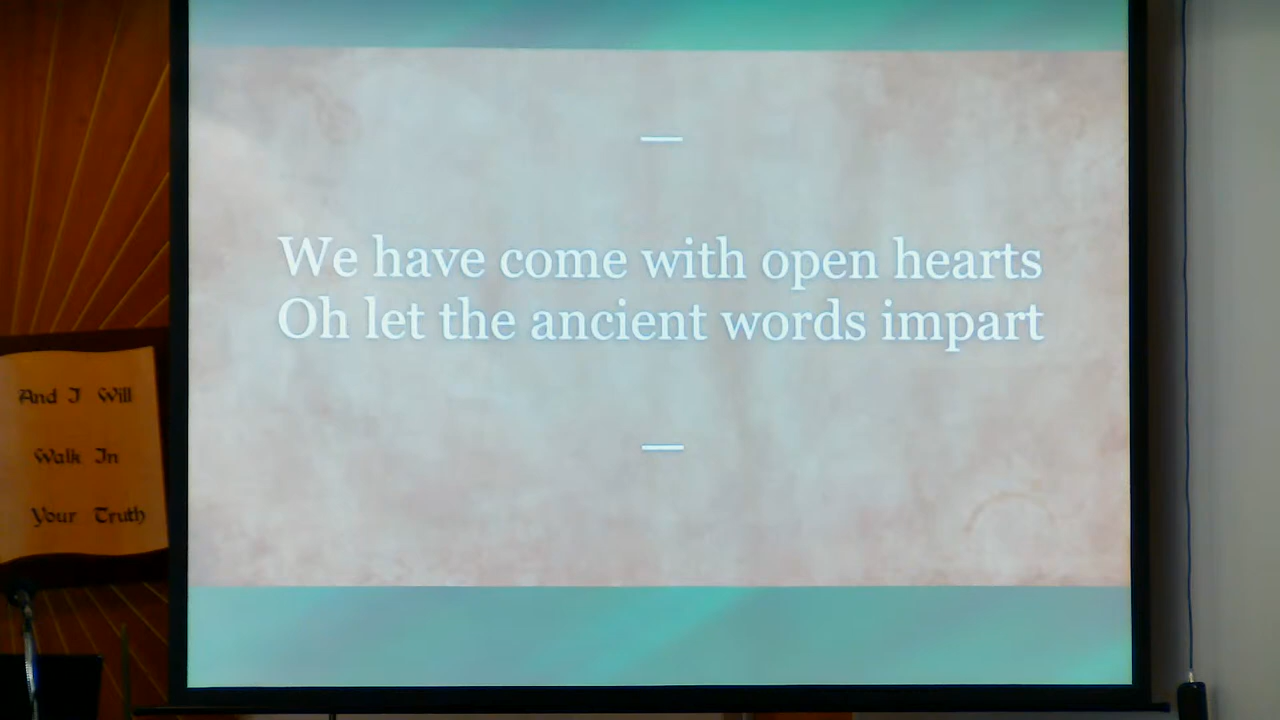 We have come with open hearts
Oh let the ancient words impart
And I Will
Walk In
Your Truth